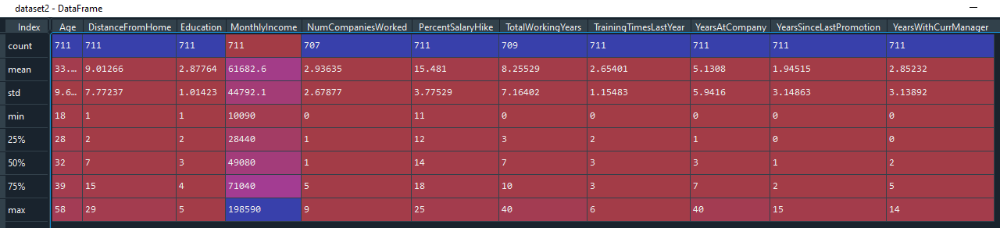 dataset2 - DataFrame
Index Age DistanceFromHome Education MonthlyIncome NumCompaniesWorked PercentSalaryHike TotalWorkingYears TrainingTimesLastYear YearsAtCompany YearsSinceLastPromotion YearsWithCurrManager
count 711 711 711 711 707 711 709 711 711 711 711
mean 33.… 9.01266 2.87764 61682.6 2.93635 15.481 8.25529 2.65401 5.1308 1.94515 2.85232
std 9.6… 7.77237 1.01423 44792.1 2.67877 3.77529 7.16402 1.15483 5.9416 3.14863 3.13892
min 18 1 1 10090 0 11 0 0 0 0 0
25% 28 2 2 28440 1 12 3 2 1 0 0
50% 32 7 3 49080 1 14 7 3 3 1 2
75% 39 15 4 71040 5 18 10 3 7 2 5
max 58 29 5 198590 9 25 40 6 40 15 14